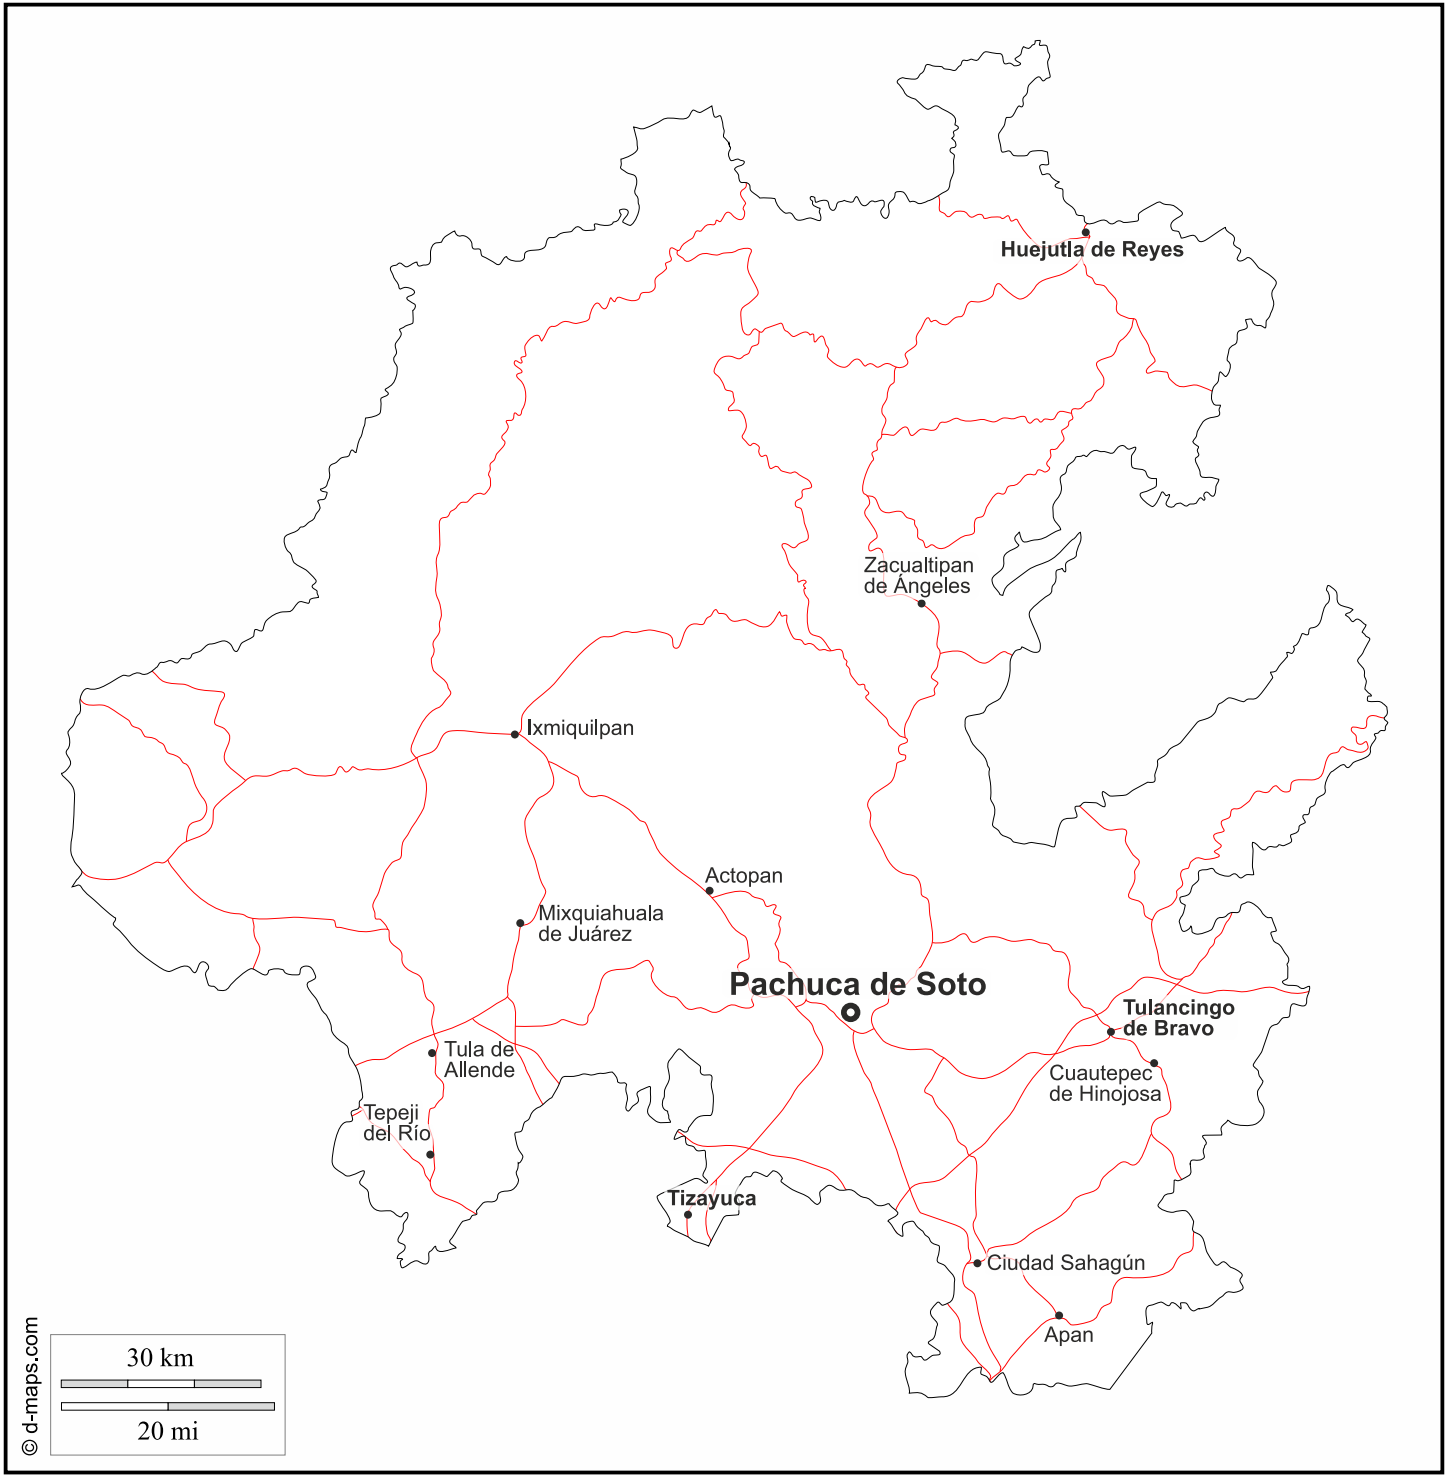 Huejutla de Reyes
Zacualtipan
de Ángeles
Ixmiquilpan
Actopan
Mixquiahuala
de Juárez
Pachuca de Soto
Tulancingo
de Bravo
Tula de
Allende
Cuautepec
de Hinojosa
Tepeji
del Río
Tizayuca
Ciudad Sahagún
Apan
30 km
20 mi
© d-maps.com